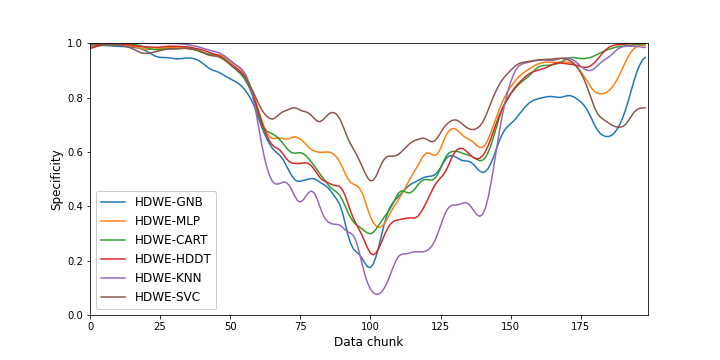 1.0
0.8
0.6
0.4
0.2
0.0
Specificity
HDWE-GNB
HDWE-MLP
HDWE-CART
HDWE-HDDT
HDWE-KNN
HDWE-SVC
0 25 50 75 100 125 150 175
Data chunk